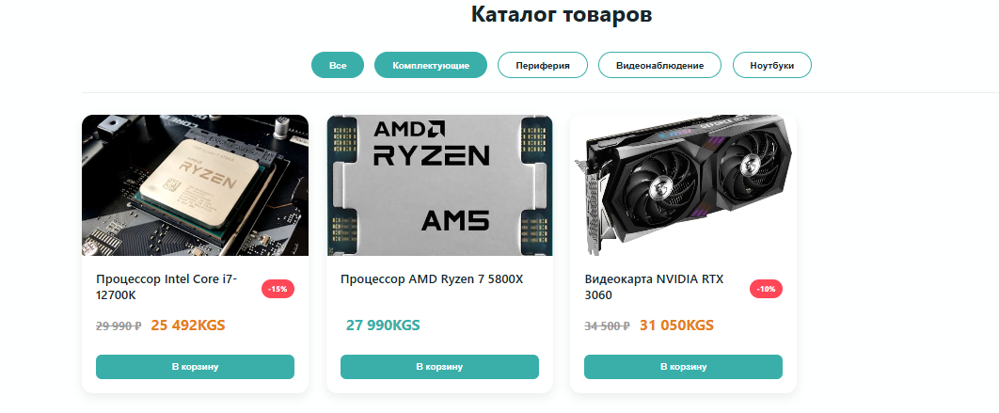 Каталог товаров
Все
Комплектующие
Периферия
Видеонаблюдение
Ноутбуки
RYZEN
AMD
RYZEN
AM5
GEFORCE RTX
Процессор Intel Core i7-
12700K
-15%
29 990 ₽ 25 492KGS
В корзину
Процессор AMD Ryzen 7 5800X
27 990KGS
В корзину
Видеокарта NVIDIA RTX
3060
-10%
34 500 ₽ 31 050KGS
В корзину